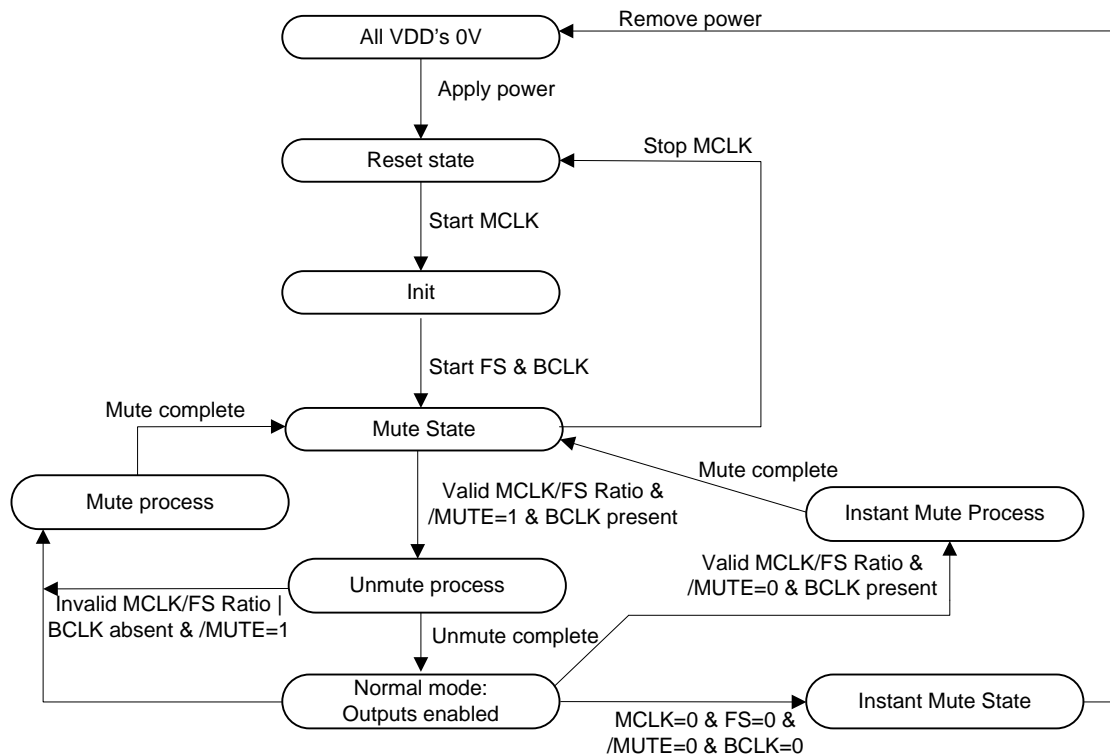 Remove power
All VDD's 0V
Apply power
Stop MCLK
Reset state
Start MCLK
Init
Start FS & BCLK
Mute complete
Mute State
Mute complete
Mute process
Valid MCLK/FS Ratio &
/MUTE=1 & BCLK present
Instant Mute Process
Valid MCLK/FS Ratio &
/MUTE=0 & BCLK present
Unmute process
Invalid MCLK/FS Ratio |
BCLK absent & /MUTE=1
Unmute complete
Normal mode:
Outputs enabled
Instant Mute State
MCLK=0 & FS=0 &
/MUTE=0 & BCLK=0